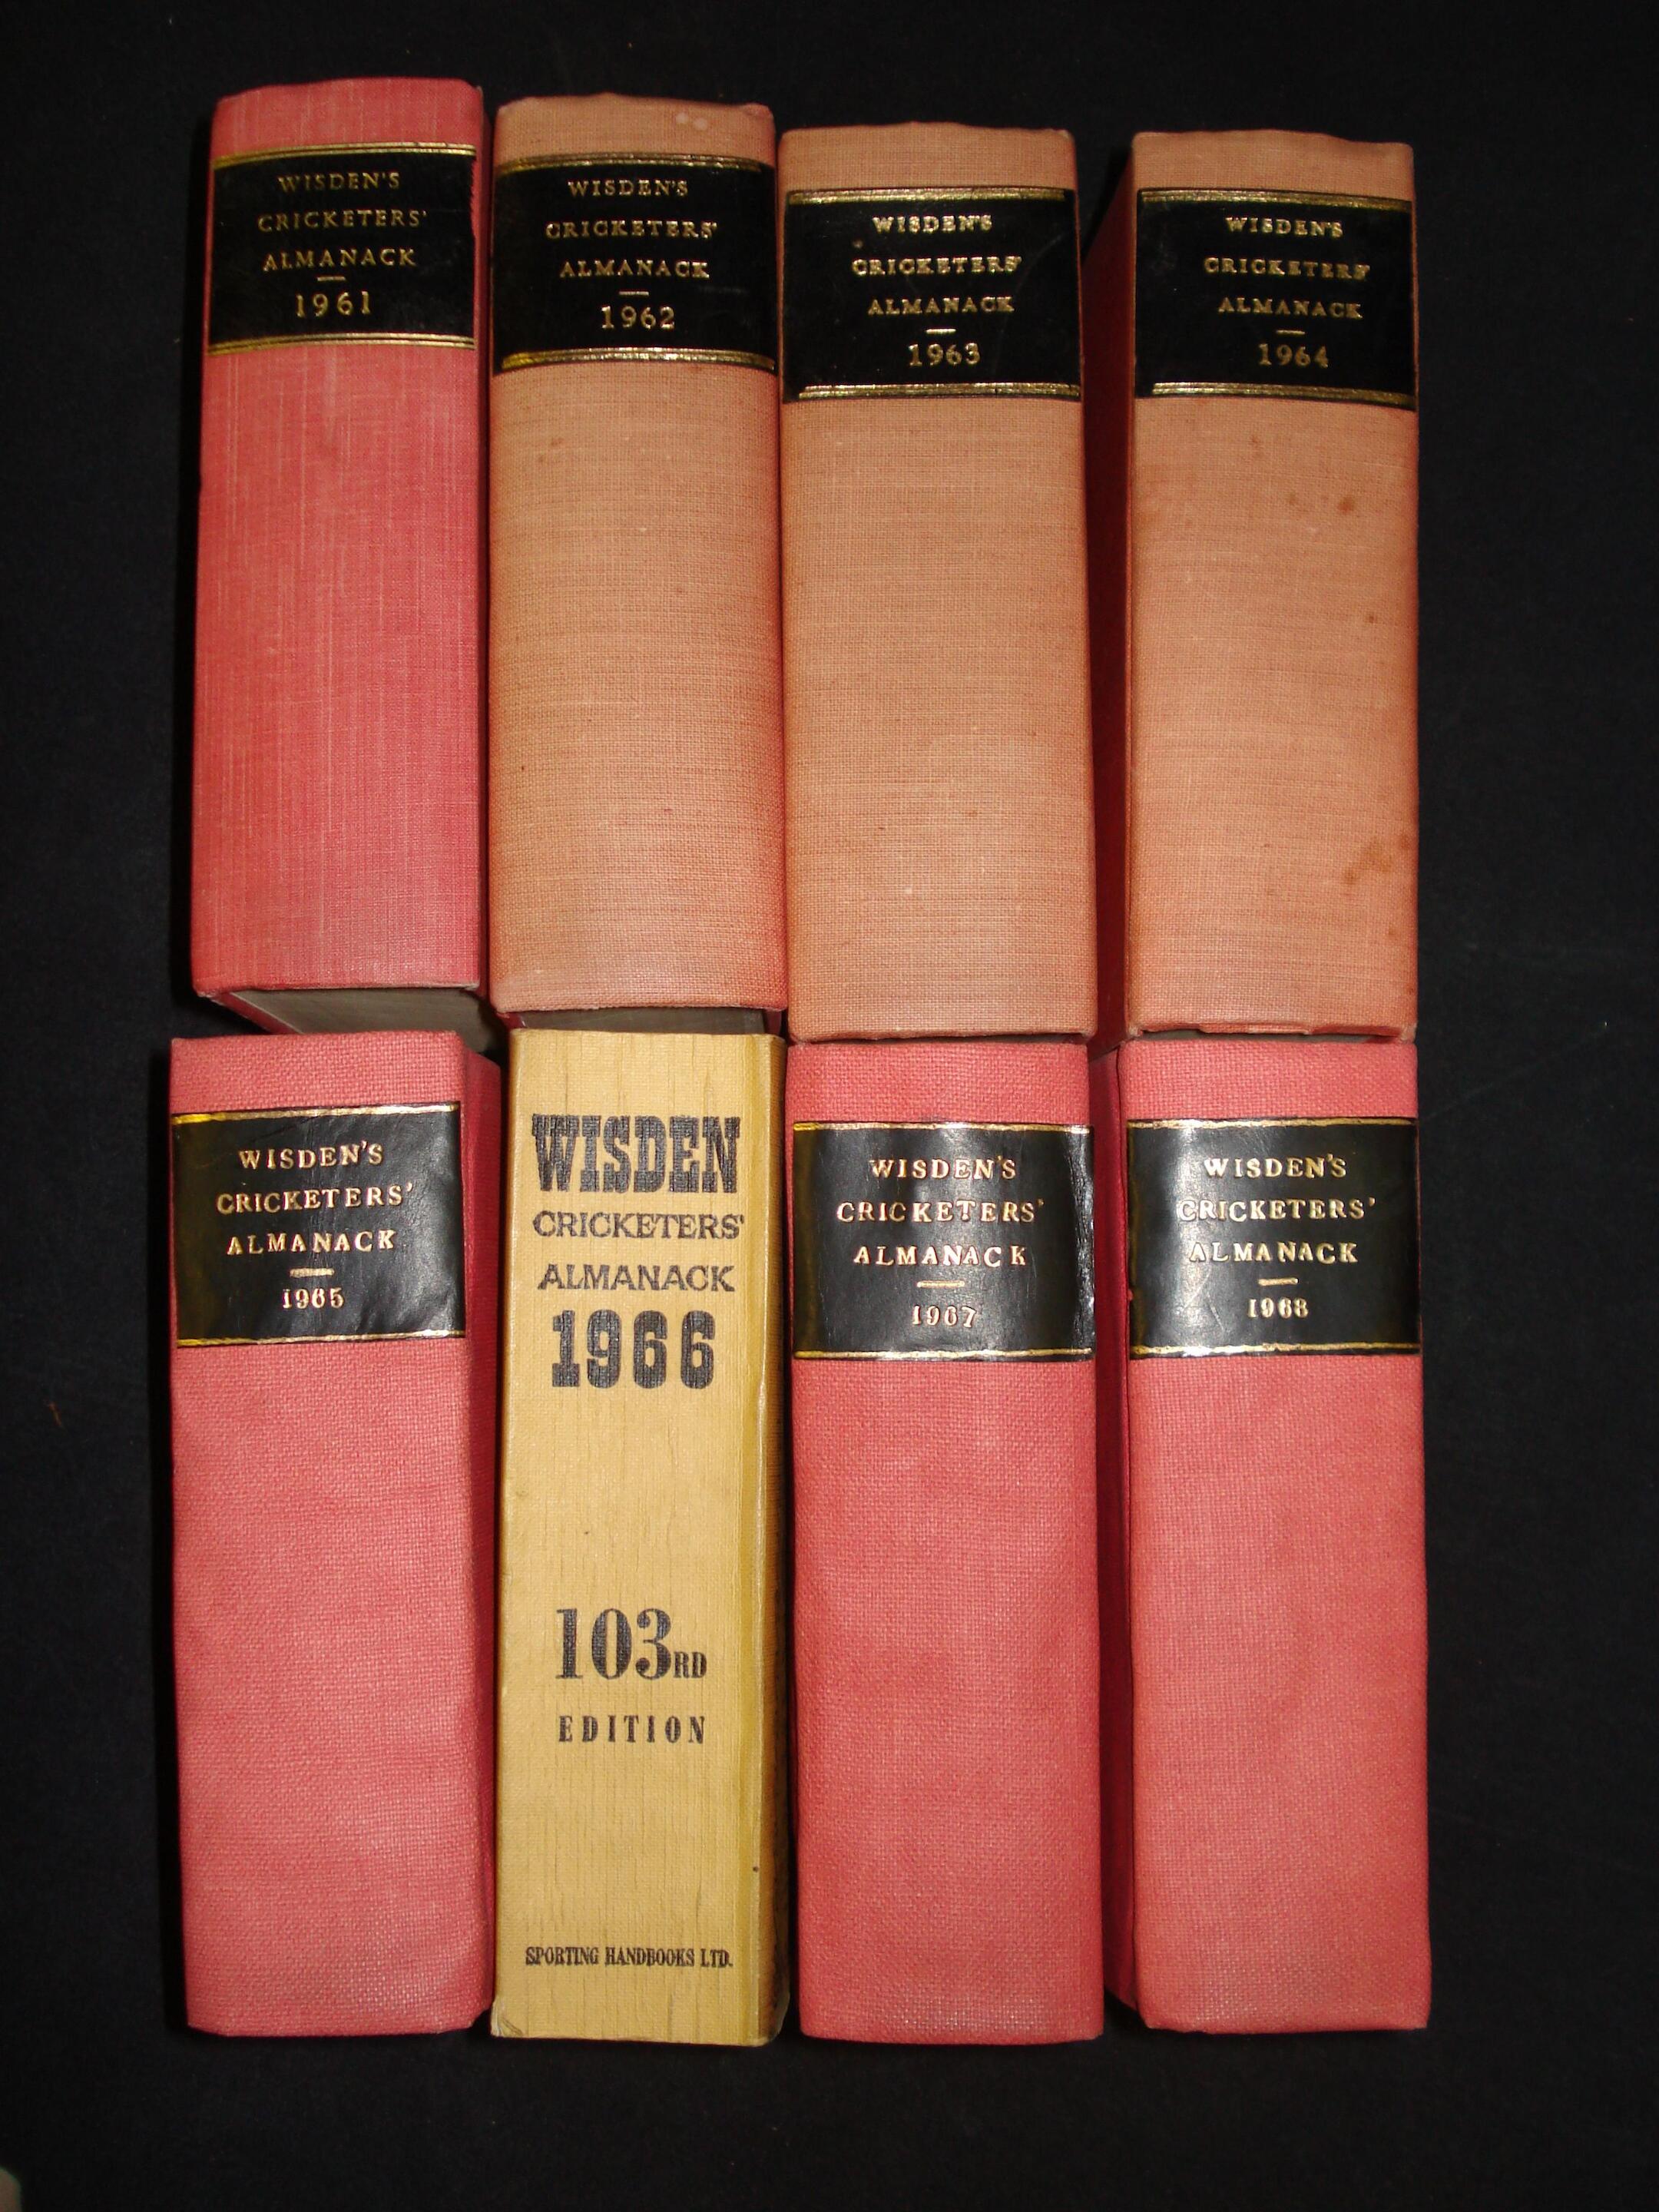 WISDEN'S
CRICKETERS'
ALMANACK
1961
WISDEN'S
CRICKETERS'
ALMANACK
1962
WISDEN'S
CRICKETERS'
ALMANACK
1963
WISDEN'S
CRICKETERS'
ALMANACK
1964
WISDEN'S
CRICKETERS'
ALMANACK
1965
WISDEN
CRICKETERS'
ALMANACK
1966
103RD
EDITION
SPORTING HANDBOOKS LTD.
WISDEN'S
CRICKETERS'
ALMANACK
1967
WISDEN'S
CRICKETERS'
ALMANACK
1968